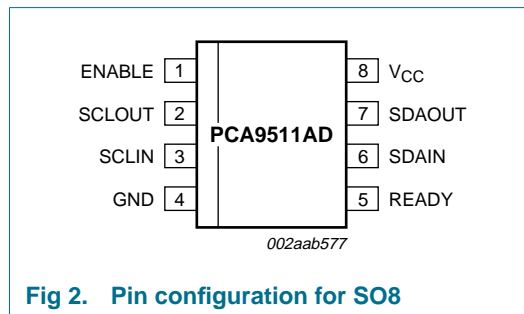 ENABLE 1 8 VCC
SCLOUT 2 7 SDAOUT
PCA9511AD
SCLIN 3 6 SDAIN
GND 4 5 READY
002aab577
Fig 2. Pin configuration for SO8